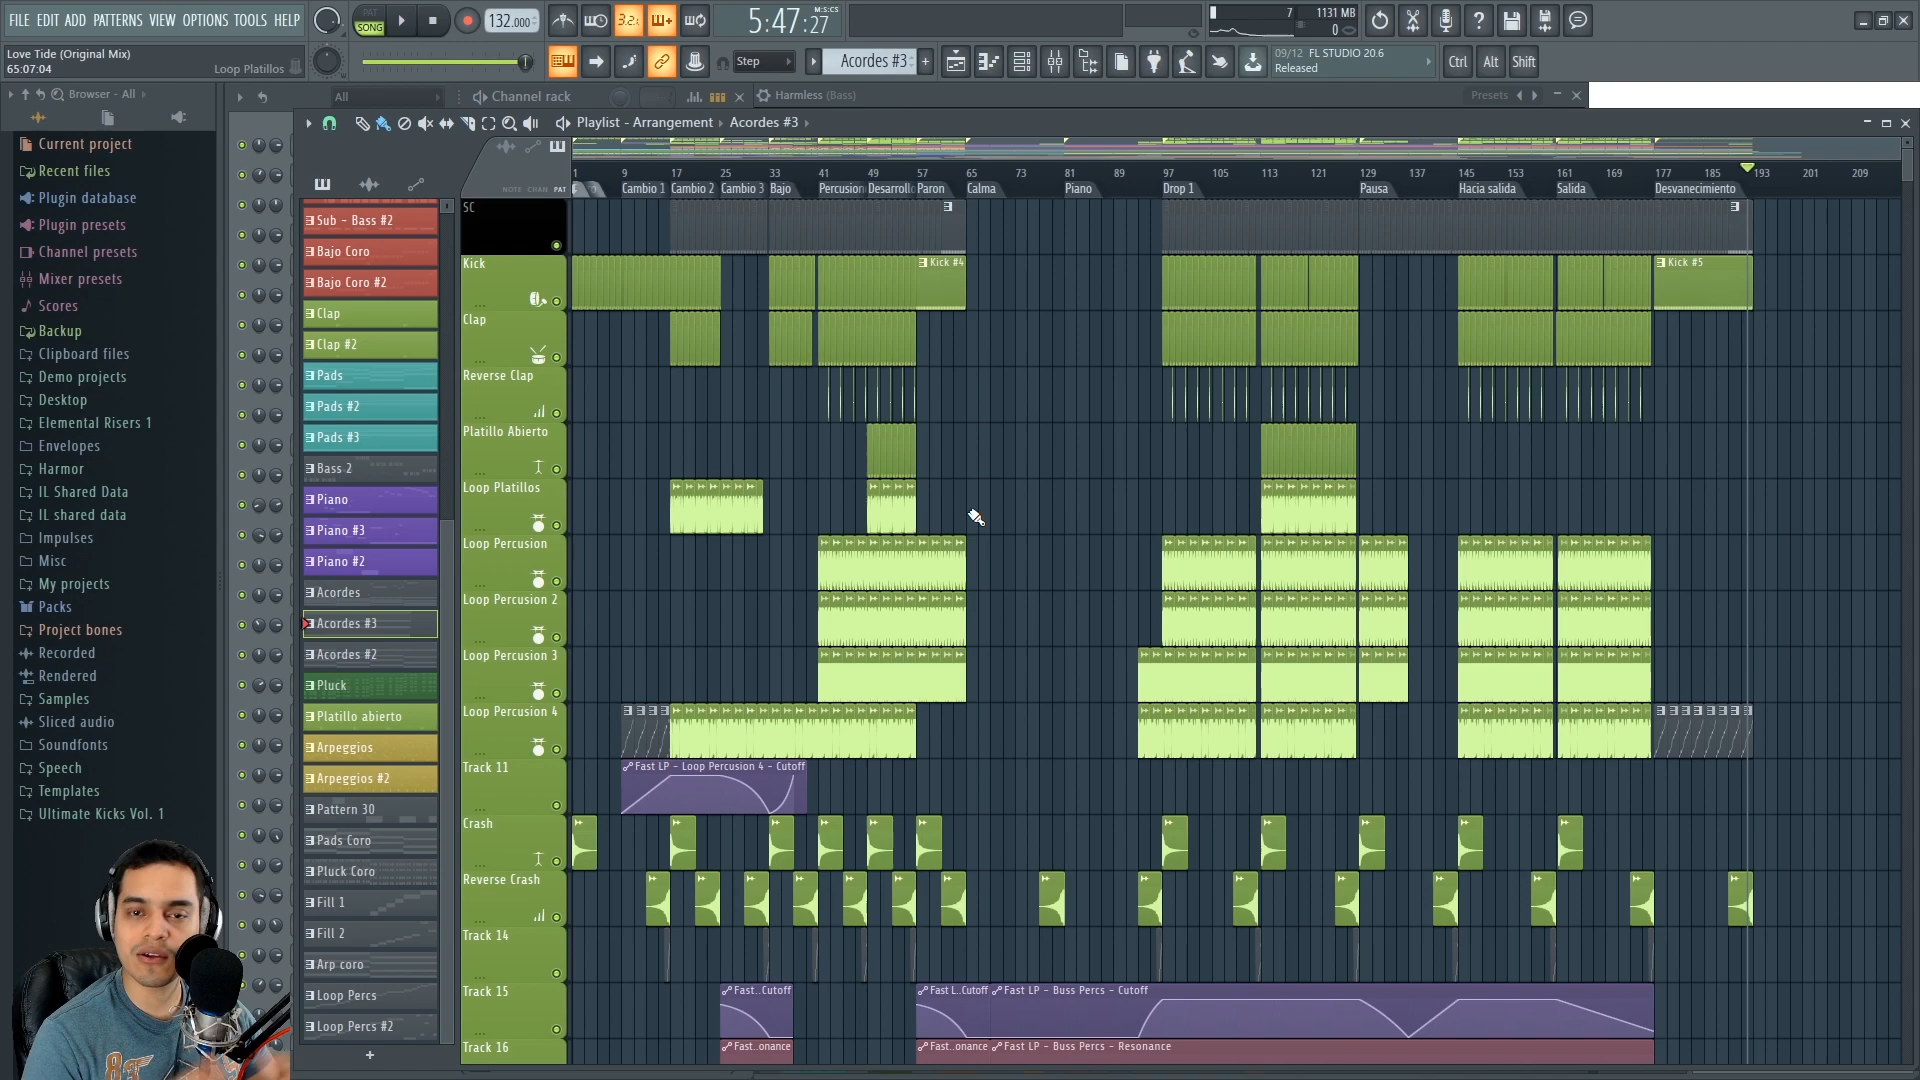 FILE EDIT ADD PATTERNS VIEW OPTIONS TOOLS HELP
PAT
SONG
132.000
3.2.
5:47:27
M:S:CS
7
1131 MB
0
Love Tide (Original Mix)
65:07:04
Loop Platillos
Step
Acordes #3
+
09/12 FL STUDIO 20.6
Released
Ctrl
Alt
Shift
Browser - All
All
Channel rack
Harmless (Bass)
Presets
Playlist - Arrangement
Acordes #3
NOTE CHAN PAT
Current project
Recent files
Plugin database
Plugin presets
Channel presets
Mixer presets
Scores
Backup
Clipboard files
Demo projects
Desktop
Elemental Risers 1
Envelopes
Harmor
IL Shared Data
IL shared data
Impulses
Misc
My projects
Packs
Project bones
Recorded
Rendered
Samples
Sliced audio
Soundfonts
Speech
Templates
Ultimate Kicks Vol. 1
Sub - Bass #2
Bajo Coro
Bajo Coro #2
Clap
Clap #2
Pads
Pads #2
Pads #3
Bass 2
Piano
Piano #3
Piano #2
Acordes
Acordes #3
Acordes #2
Pluck
Platillo abierto
Arpeggios
Arpeggios #2
Pattern 30
Pads Coro
Pluck Coro
Fill 1
Fill 2
Arp coro
Loop Percs
Loop Percs #2
+
1 9 17 25 33 41 49 57 65 73 81 89 97 105 113 121 129 137 145 153 161 169 177 185 193 201 209
Cambio 1 Cambio 2 Cambio 3 Bajo Percusion Desarrollo Paron Calma Piano Drop 1 Pausa Hacia salida Salida Desvanecimiento
SC
Kick
Kick #4
Kick #5
Clap
Reverse Clap
Platillo Abierto
Loop Platillos
Loop Percusion
Loop Percusion 2
Loop Percusion 3
Loop Percusion 4
Track 11
Fast LP - Loop Percusion 4 - Cutoff
Crash
Reverse Crash
Track 14
Track 15
Fast..Cutoff
Fast L..Cutoff
Fast LP - Buss Percs - Cutoff
Track 16
Fast..onance
Fast..onance
Fast LP - Buss Percs - Resonance